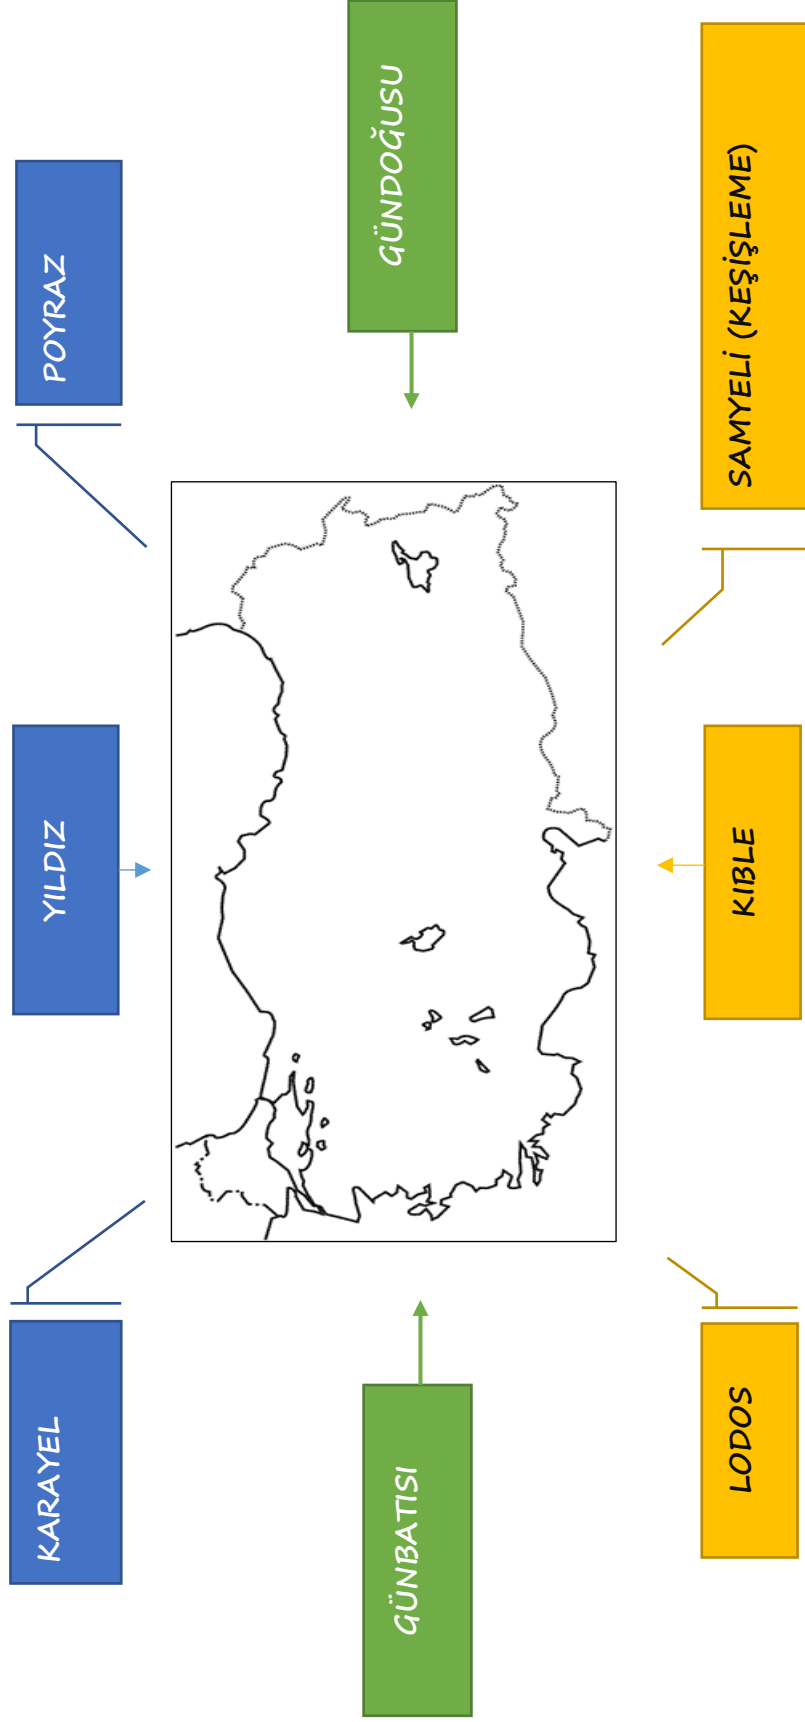 KARAYEL
YILDIZ
POYRAZ
GÜNBATISI
GÜNDOĞUSU
LODOS
KIBLE
SAMYELİ (KEŞİŞLEME)